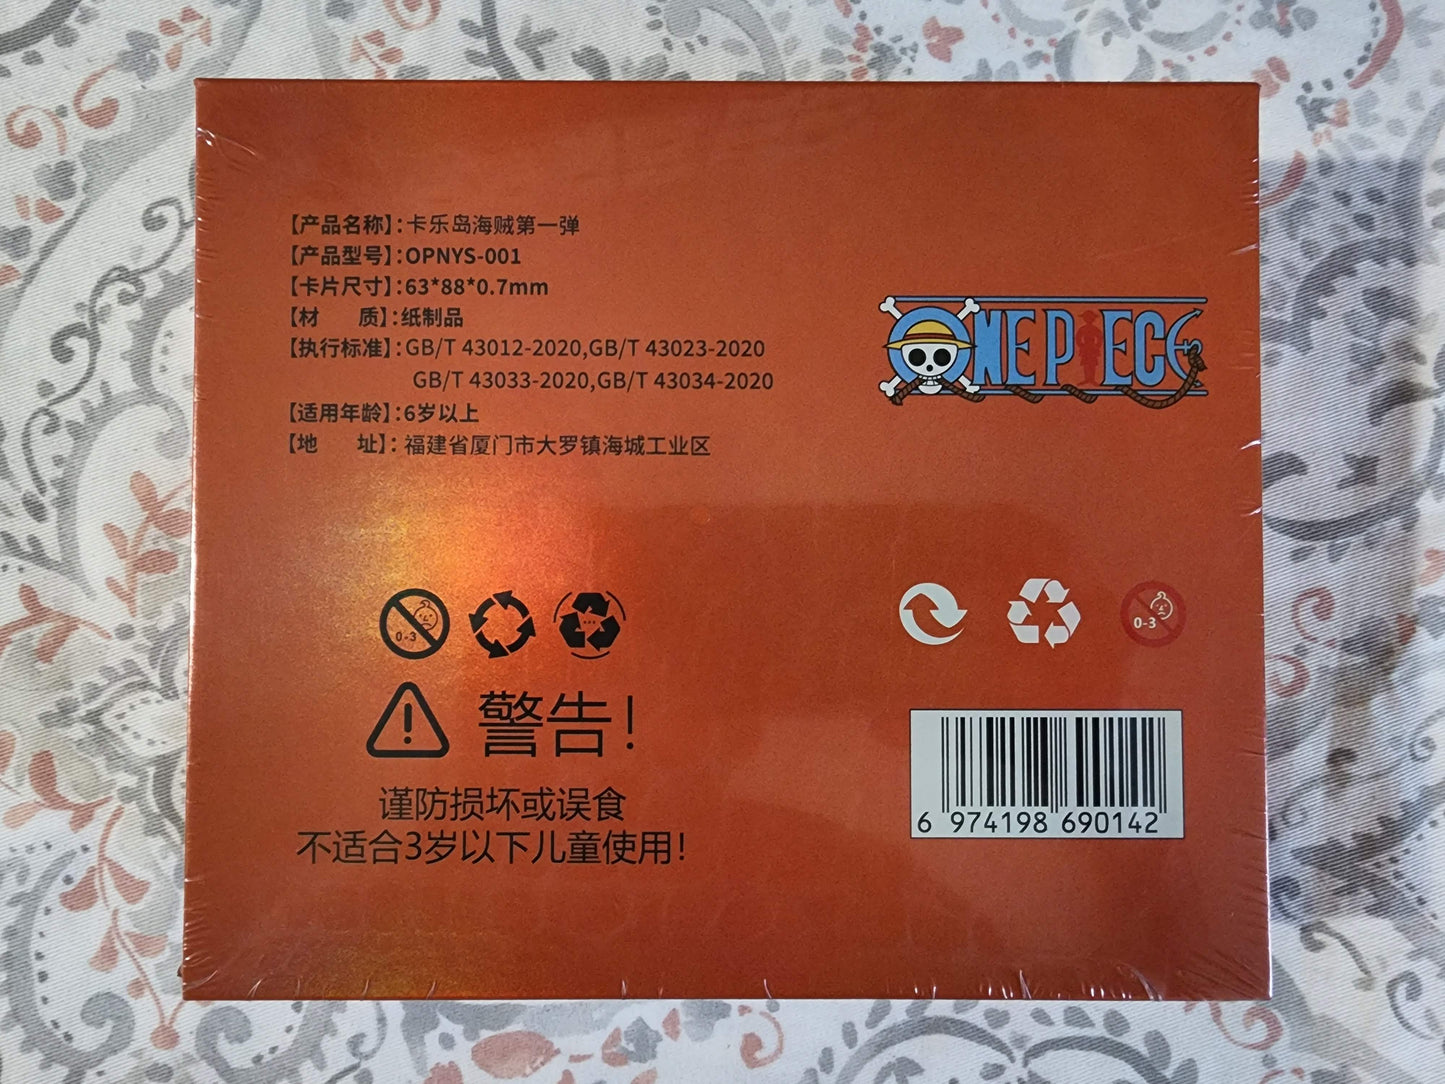 【产品名称】:卡乐岛海贼第一弹
【产品型号】:OPNYS-001
【卡片尺寸】:63*88*0.7mm
【材 质】:纸制品
【执行标准】:GB/T 43012-2020,GB/T 43023-2020
GB/T 43033-2020,GB/T 43034-2020
【适用年龄】:6岁以上
【地 址】:福建省厦门市大罗镇海城工业区
ONE PIECE
0-3
0-3
警告!
谨防损坏或误食
不适合3岁以下儿童使用!
6 974198 690142